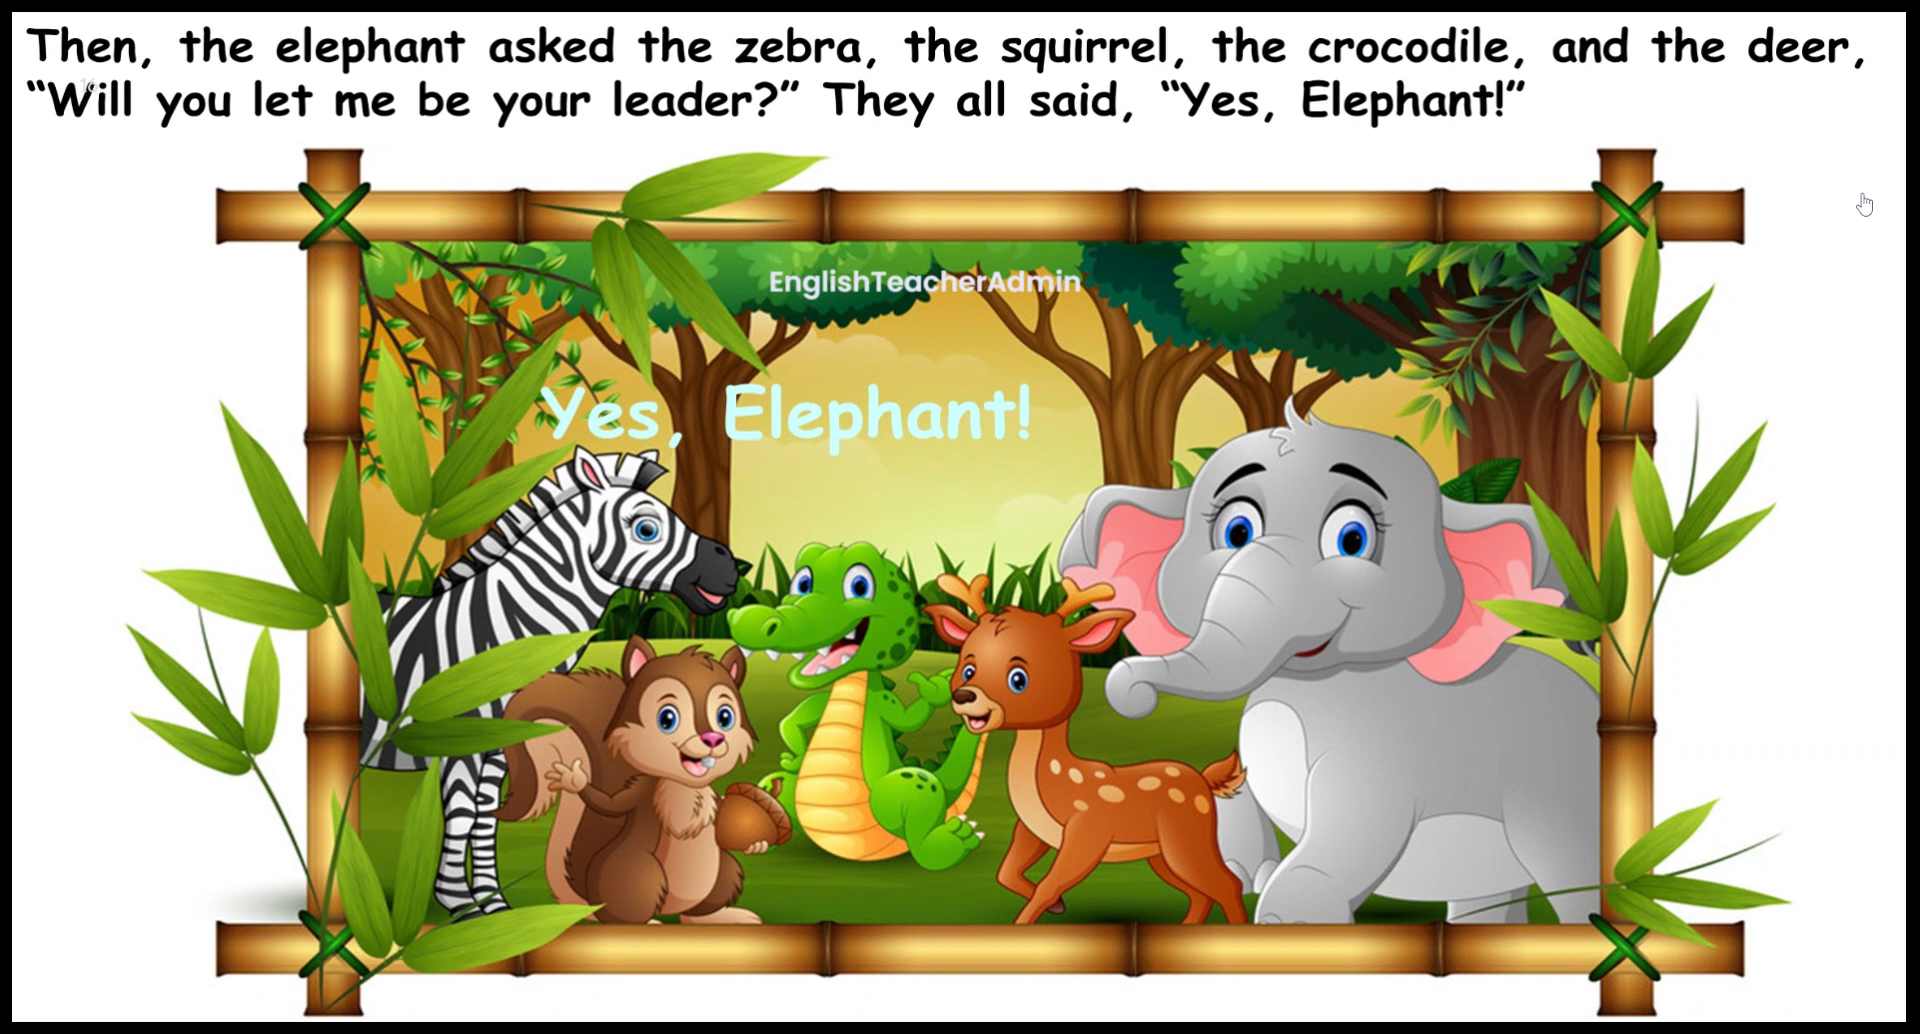 Then, the elephant asked the zebra, the squirrel, the crocodile, and the deer,
“Will you let me be your leader?” They all said, “Yes, Elephant!”
EnglishTeacherAdmin
Yes, Elephant!